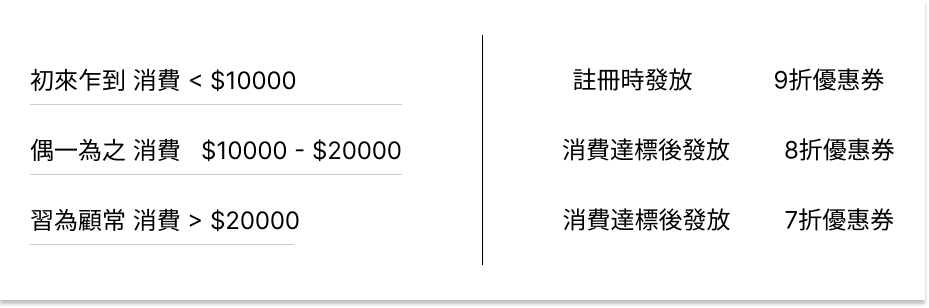 初來乍到 消費 < $10000 註冊時發放 9折優惠券
偶一為之 消費 $10000 - $20000 消費達標後發放 8折優惠券
習為顧常 消費 > $20000 消費達標後發放 7折優惠券